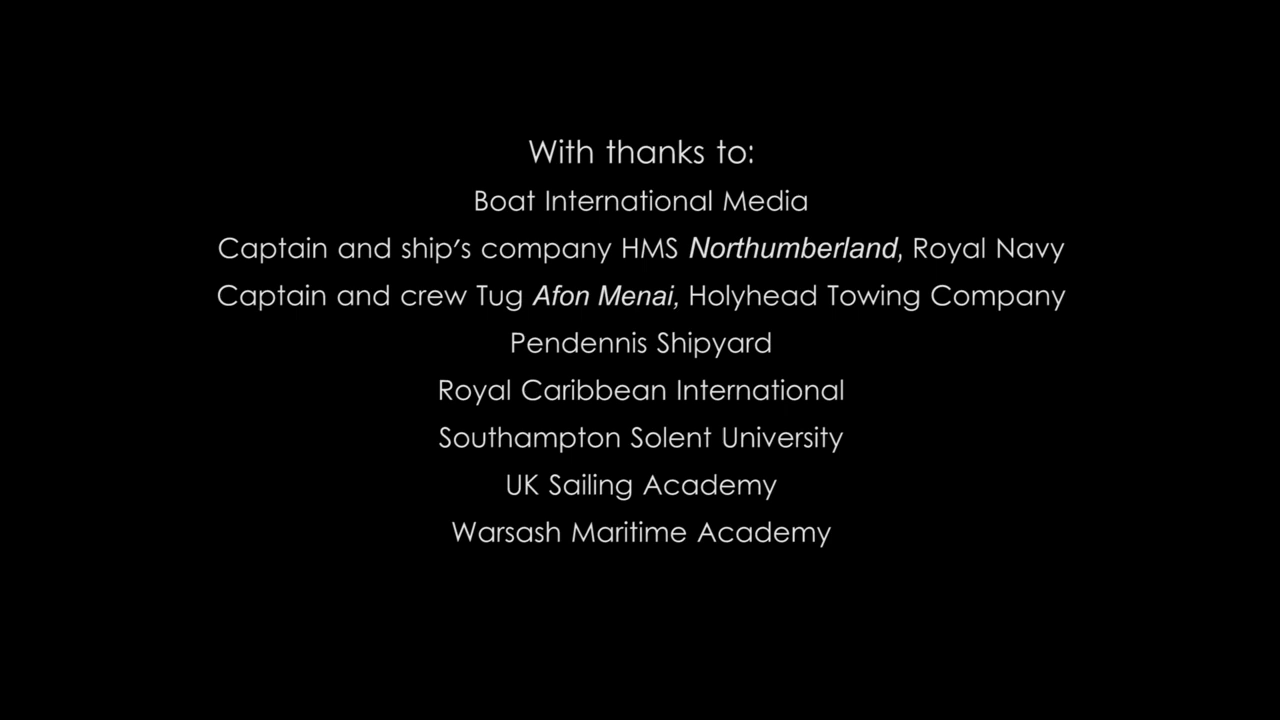 With thanks to:
Boat International Media
Captain and ship's company HMS Northumberland, Royal Navy
Captain and crew Tug Afon Menai, Holyhead Towing Company
Pendennis Shipyard
Royal Caribbean International
Southampton Solent University
UK Sailing Academy
Warsash Maritime Academy